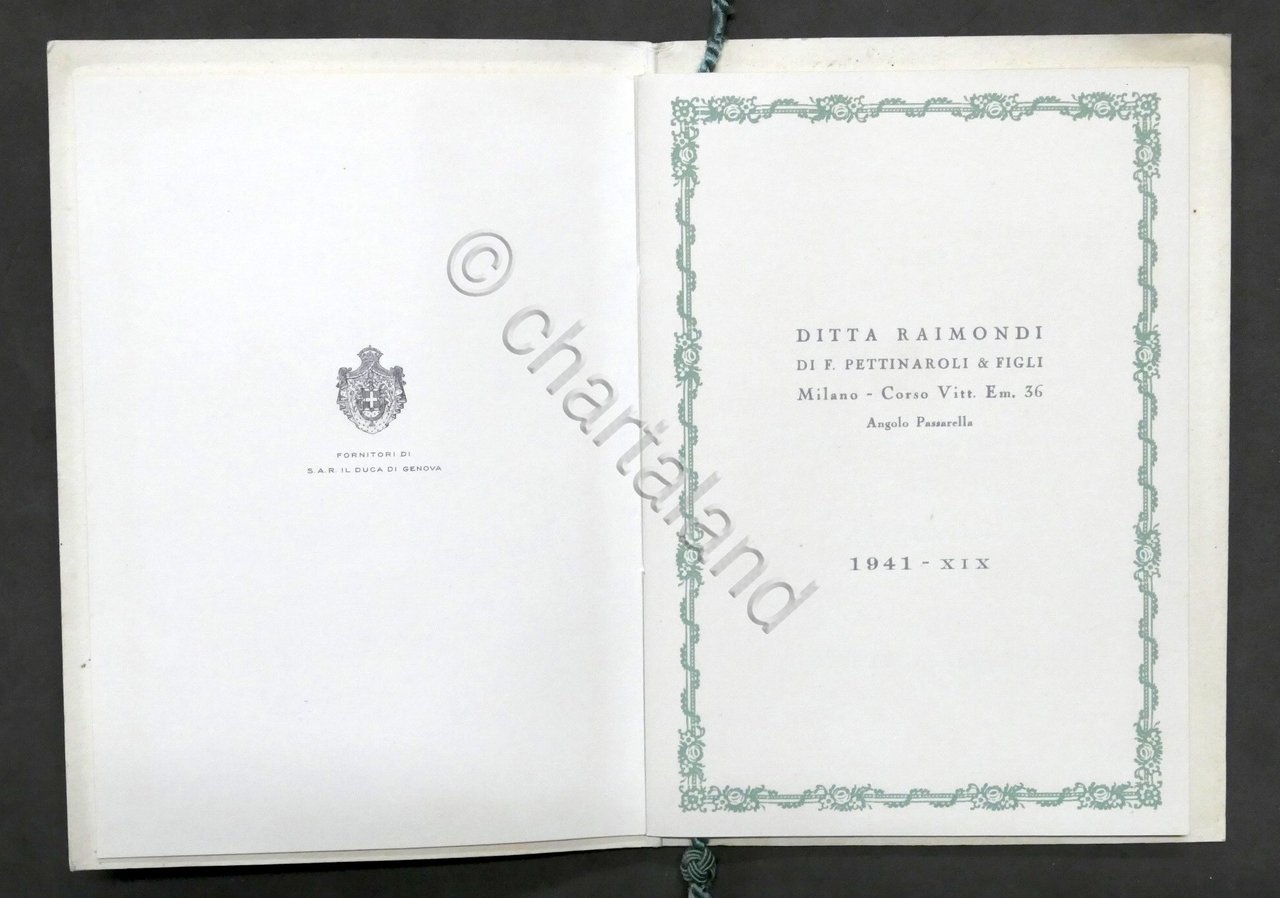 FORNITORI DI
S.A.R. IL DUCA DI GENOVA
DITTA RAIMONDI
DI F. PETTINAROLI & FIGLI
Milano - Corso Vitt. Em. 36
Angolo Passarella
1941 - XIX
© chartaland